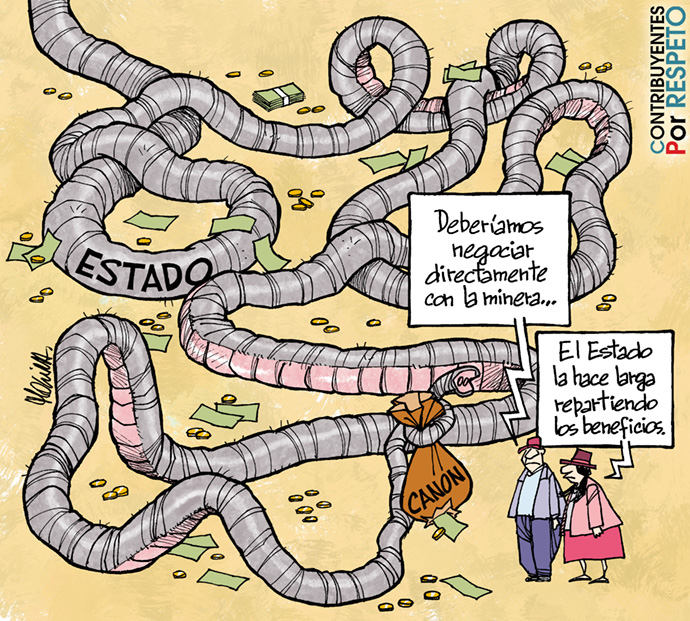 CONTRIBUYENTES
Por RESPETO
ESTADO
Deberíamos
negociar
directamente
con la minera...
El Estado
la hace larga
repartiendo
los beneficios.
CANON